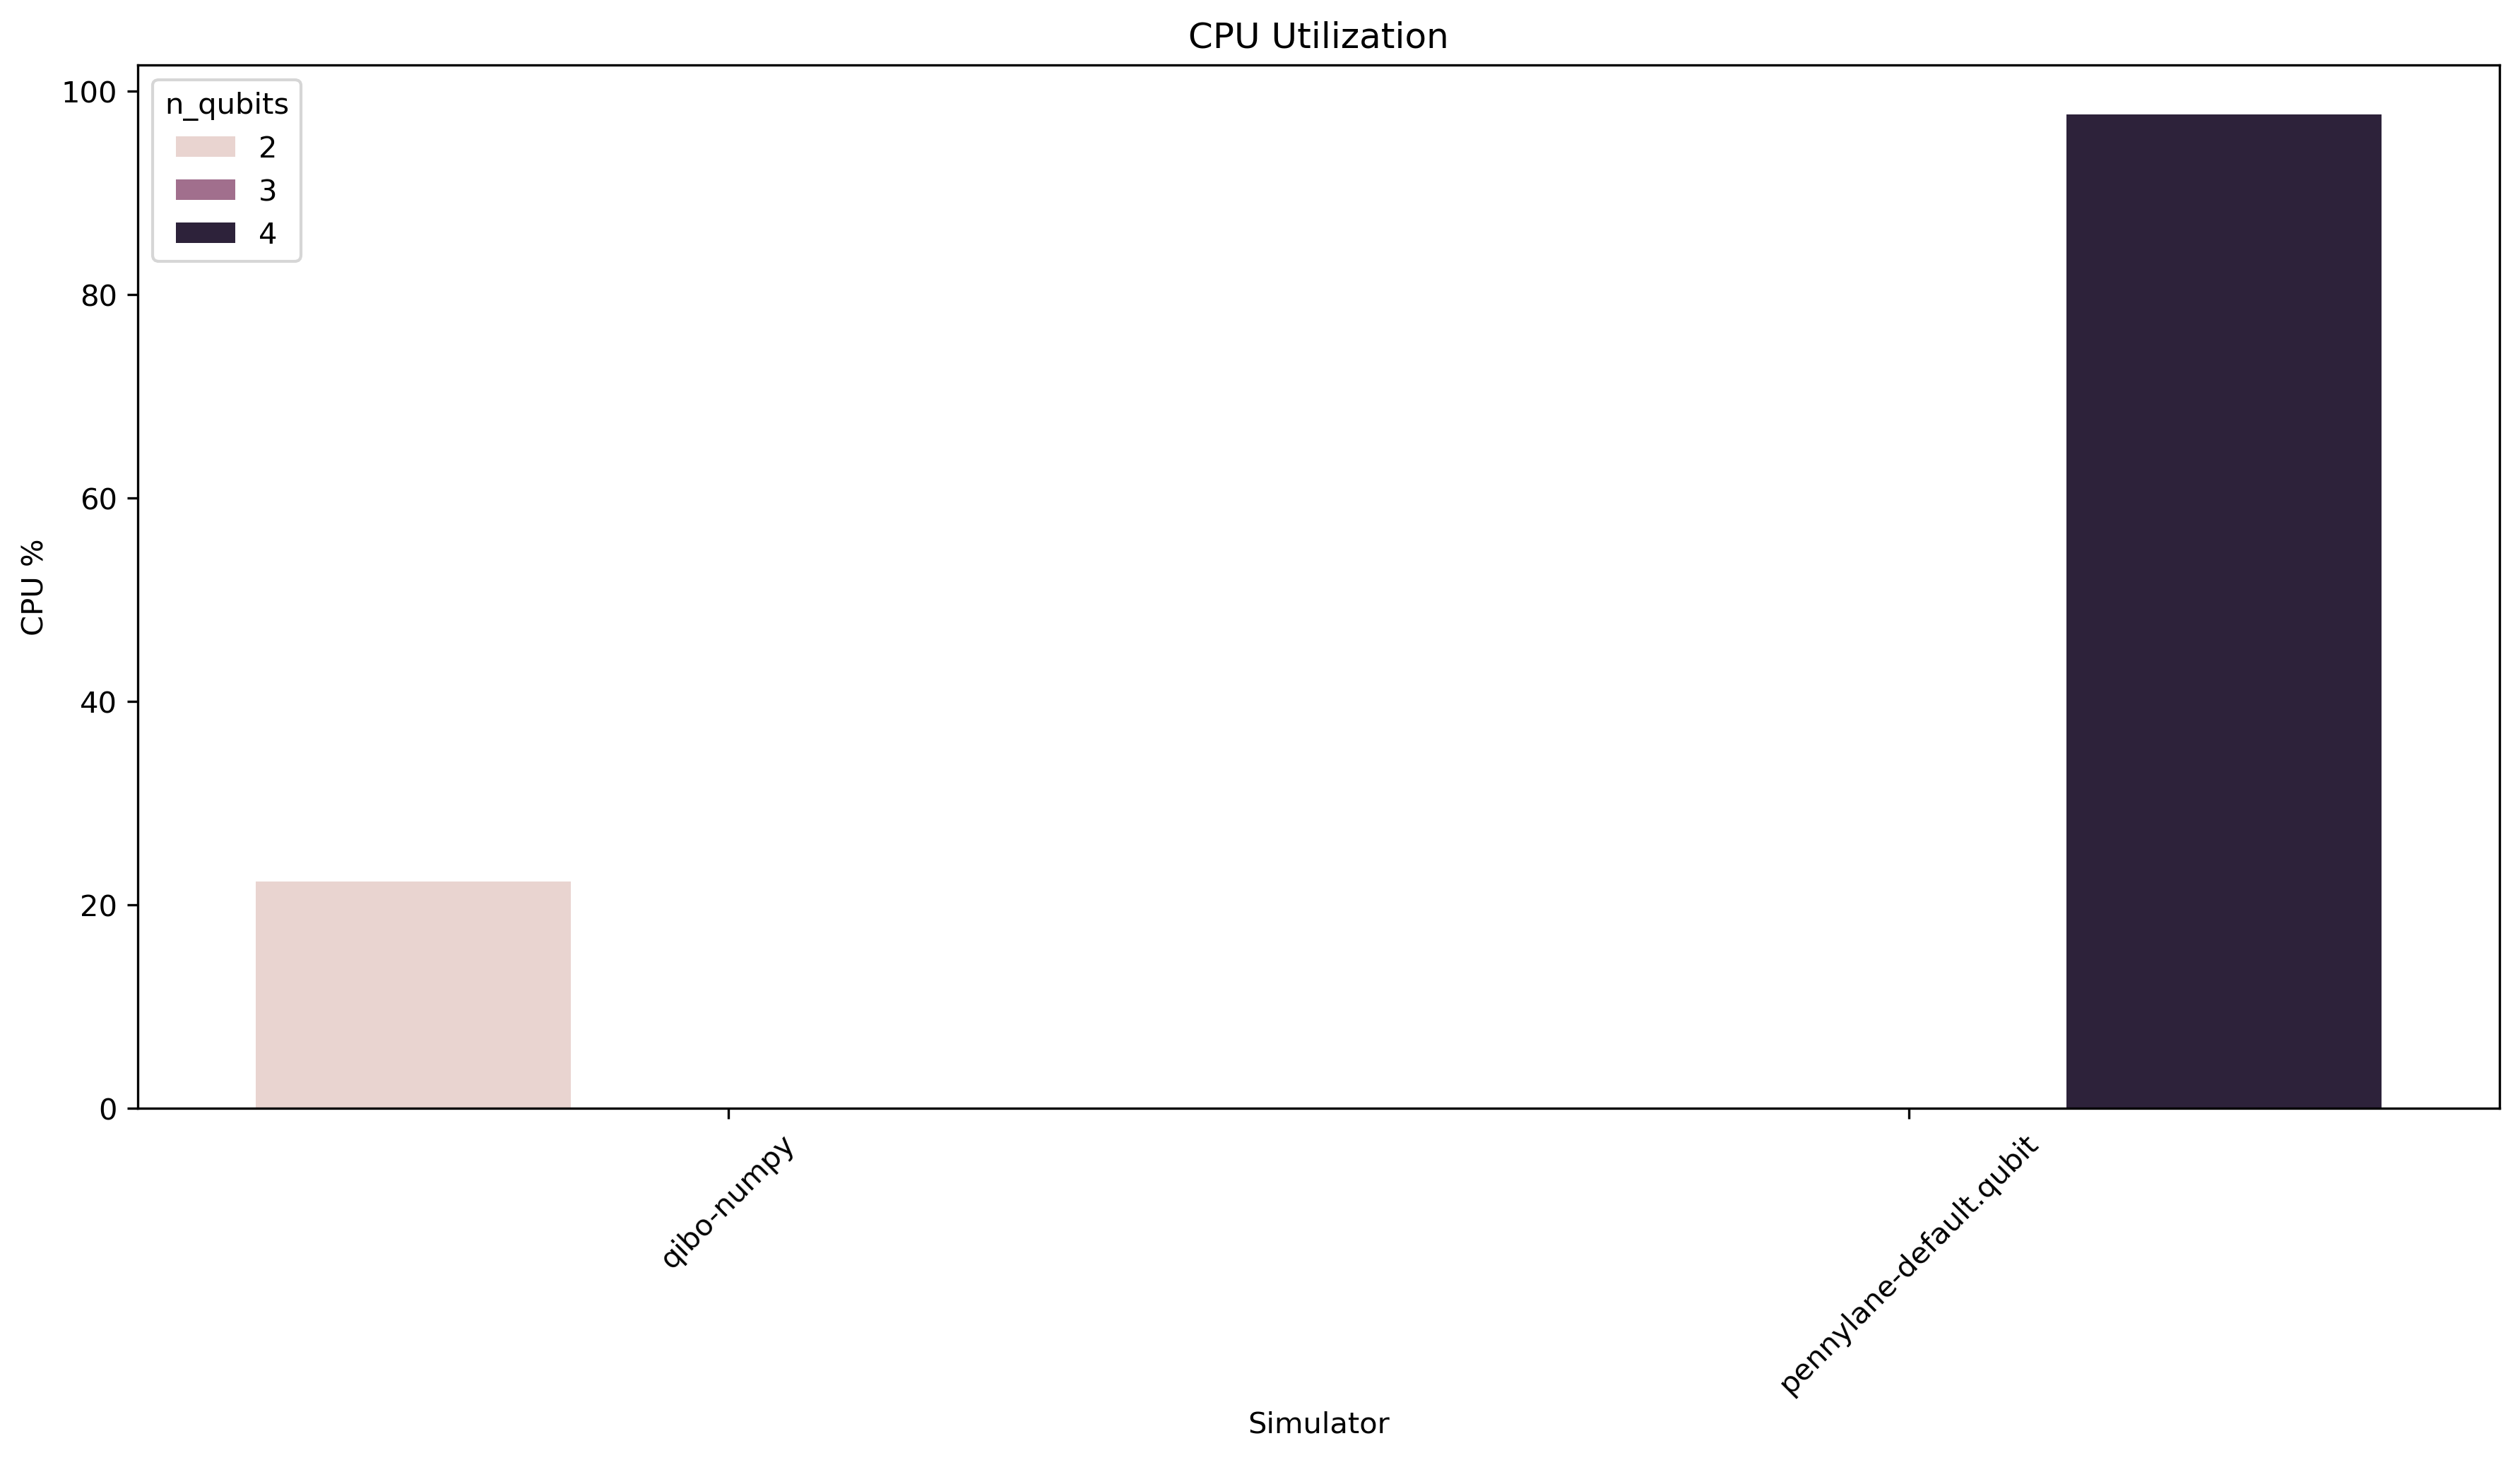 CPU Utilization
n_qubits
2
3
4
100
80
60
40
20
0
CPU %
qibo-numpy
pennylane-default.qubit
Simulator